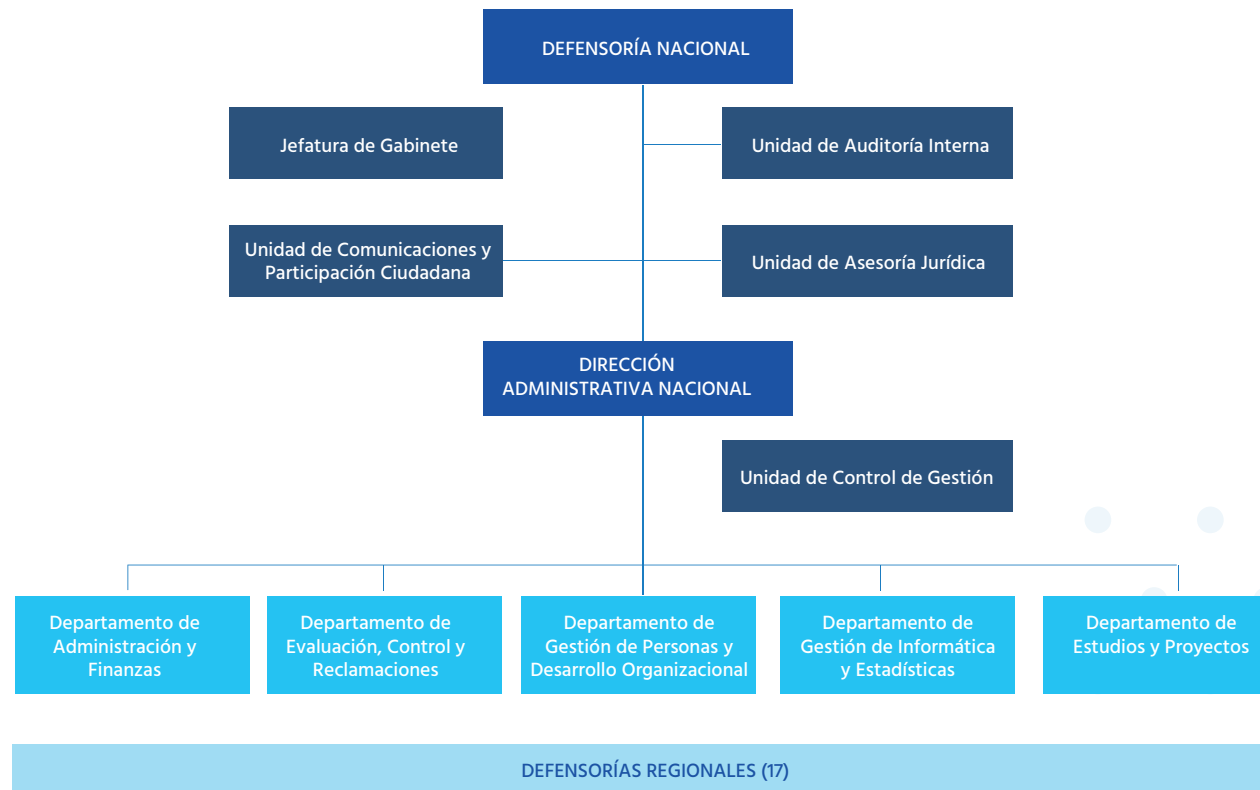 DEFENSORÍA NACIONAL
Jefatura de Gabinete
Unidad de Auditoría Interna
Unidad de Comunicaciones y
Participación Ciudadana
Unidad de Asesoría Jurídica
DIRECCIÓN
ADMINISTRATIVA NACIONAL
Unidad de Control de Gestión
Departamento de
Administración y
Finanzas
Departamento de
Evaluación, Control y
Reclamaciones
Departamento de
Gestión de Personas y
Desarrollo Organizacional
Departamento de
Gestión de Informática
y Estadísticas
Departamento de
Estudios y Proyectos
DEFENSORÍAS REGIONALES (17)